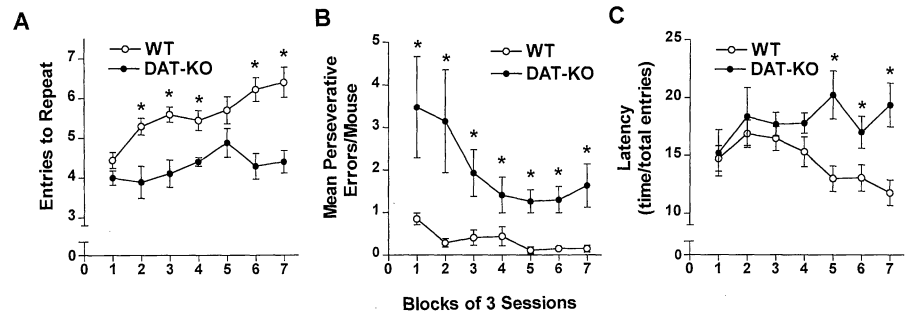 A
WT
DAT-KO
Entries to Repeat
7
6
5
4
3
0
* * * * *
0 1 2 3 4 5 6 7
B
WT
DAT-KO
Mean Perseverative
Errors/Mouse
5
4
3
2
1
0
* * * * * * *
0 1 2 3 4 5 6 7
Blocks of 3 Sessions
C
WT
DAT-KO
Latency
(time/total entries)
25
20
15
10
0
* * *
0 1 2 3 4 5 6 7